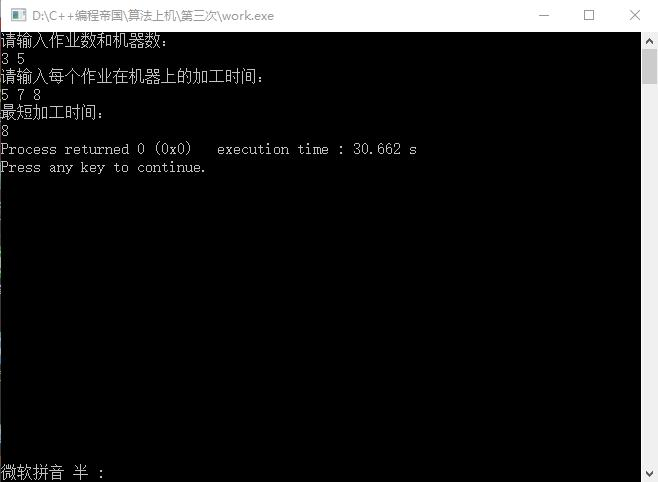 D:\C++编程帝国\算法上机\第三次\work.exe
请输入作业数和机器数：
3 5
请输入每个作业在机器上的加工时间：
5 7 8
最短加工时间：
8
Process returned 0 (0x0)   execution time : 30.662 s
Press any key to continue.
微软拼音 半 :